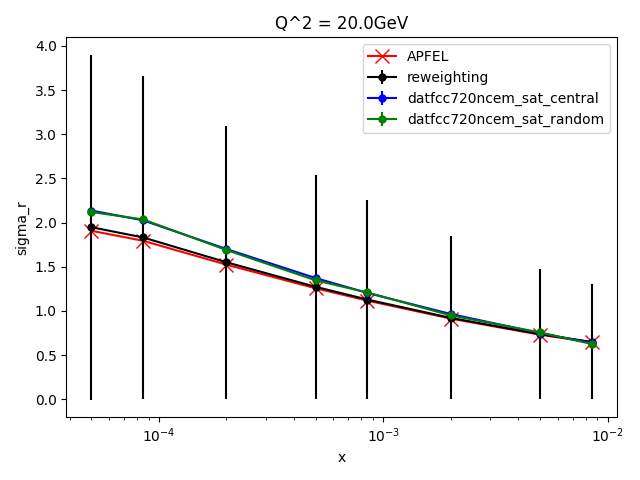 Q^2 = 20.0GeV
APFEL
reweighting
datfcc720ncem_sat_central
datfcc720ncem_sat_random
sigma_r
4.0
3.5
3.0
2.5
2.0
1.5
1.0
0.5
0.0
10⁻⁴
10⁻³
10⁻²
x